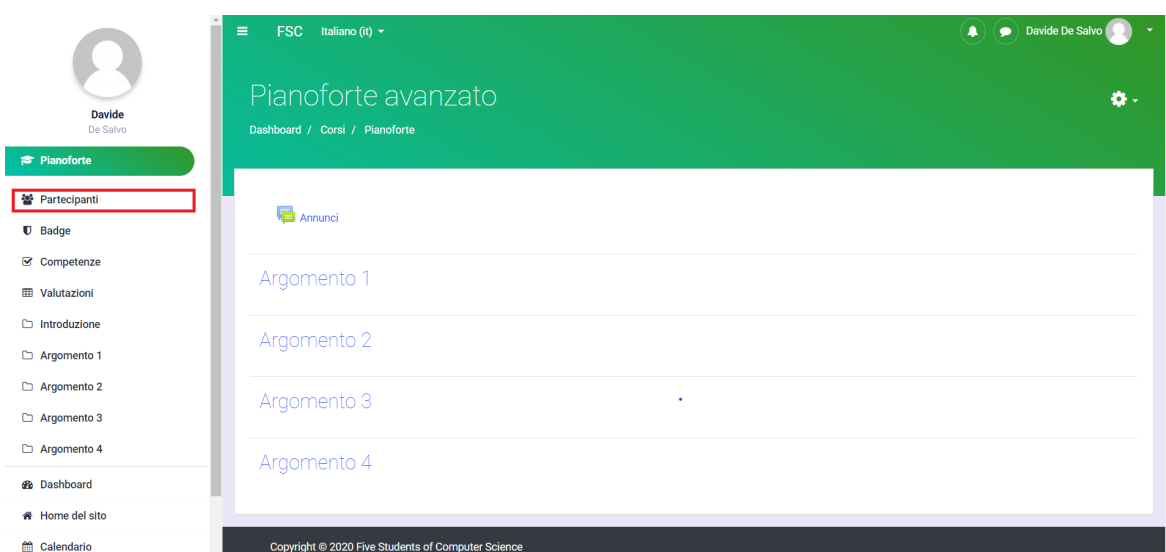 Davide
De Salvo
Pianoforte
Partecipanti
Badge
Competenze
Valutazioni
Introduzione
Argomento 1
Argomento 2
Argomento 3
Argomento 4
Dashboard
Home del sito
Calendario
FSC Italiano (it)
Davide De Salvo
Pianoforte avanzato
Dashboard / Corsi / Pianoforte
Annunci
Argomento 1
Argomento 2
Argomento 3
Argomento 4
Copyright © 2020 Five Students of Computer Science